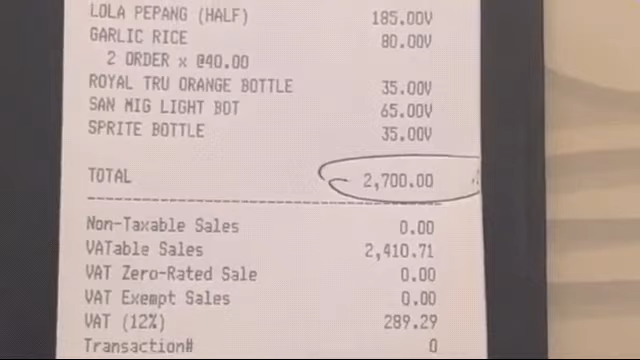 LOLA PEPANG (HALF) 185.00V
GARLIC RICE 80.00V
2 ORDER x @40.00
ROYAL TRU ORANGE BOTTLE 35.00V
SAN MIG LIGHT BOT 65.00V
SPRITE BOTTLE 35.00V
TOTAL 2,700.00
Non-Taxable Sales 0.00
VATable Sales 2,410.71
VAT Zero-Rated Sale 0.00
VAT Exempt Sales 0.00
VAT (12%) 289.29
Transaction# 0